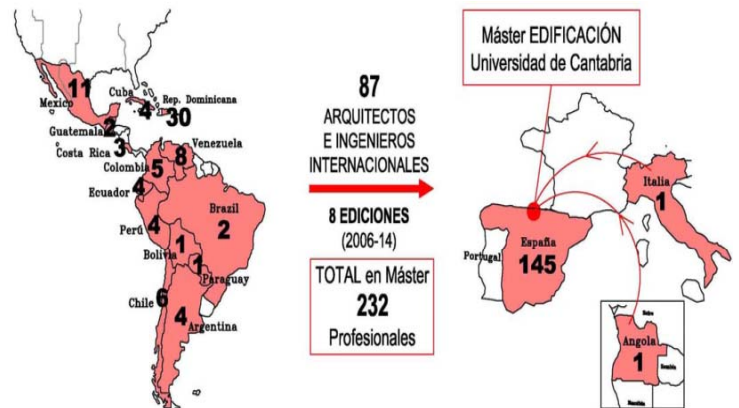 11
Mexico
Cuba
4
Rep. Dominicana
30
Guatemala
2
Costa Rica
3
Venezuela
8
Colombia
5
Ecuador
4
Brazil
2
Perú
4
Bolivia
1
1
Paraguay
Chile
6
4
Argentina
87
ARQUITECTOS
E INGENIEROS
INTERNACIONALES
8 EDICIONES
(2006-14)
TOTAL en Máster
232
Profesionales
Máster EDIFICACIÓN
Universidad de Cantabria
Italia
1
Portugal
España
145
Angola
1